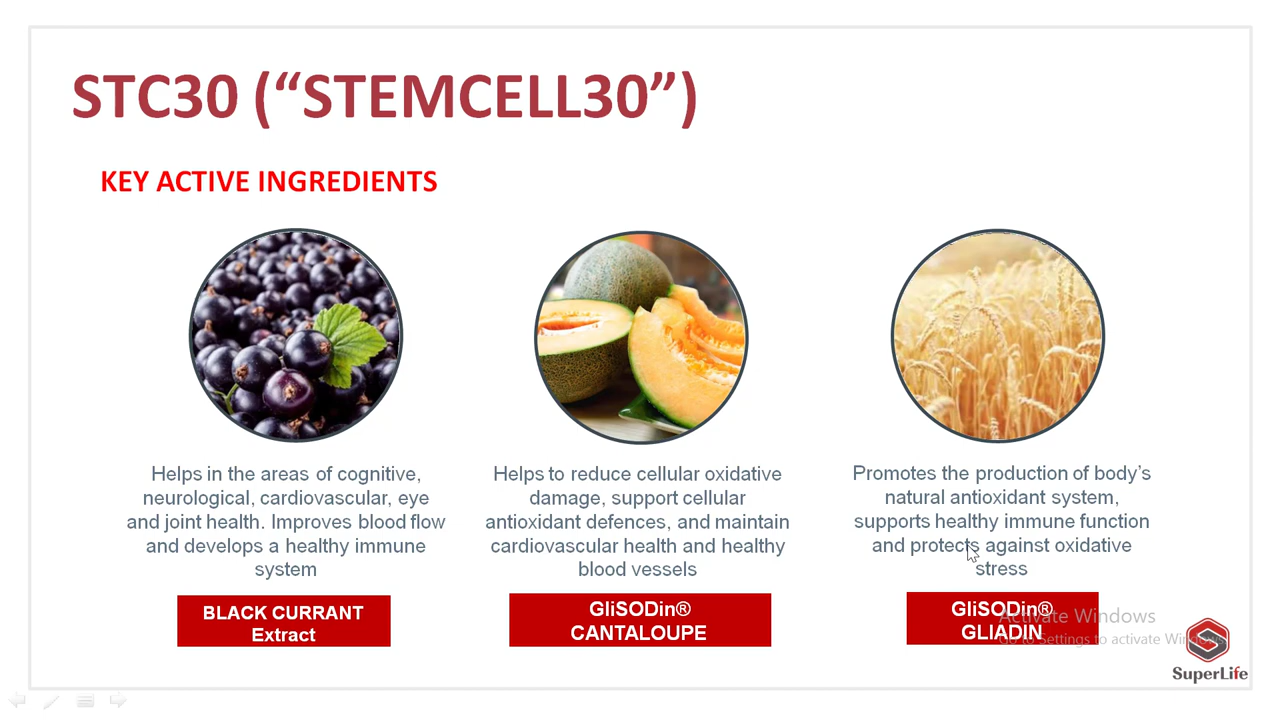 STC30 (“STEMCELL30”)
KEY ACTIVE INGREDIENTS
Helps in the areas of cognitive,
neurological, cardiovascular, eye
and joint health. Improves blood flow
and develops a healthy immune
system
BLACK CURRANT
Extract
Helps to reduce cellular oxidative
damage, support cellular
antioxidant defences, and maintain
cardiovascular health and healthy
blood vessels
GliSODin®
CANTALOUPE
Promotes the production of body’s
natural antioxidant system,
supports healthy immune function
and protects against oxidative
stress
GliSODin®
GLIADIN
Activate Windows
Go to Settings to activate Windows.
SuperLife